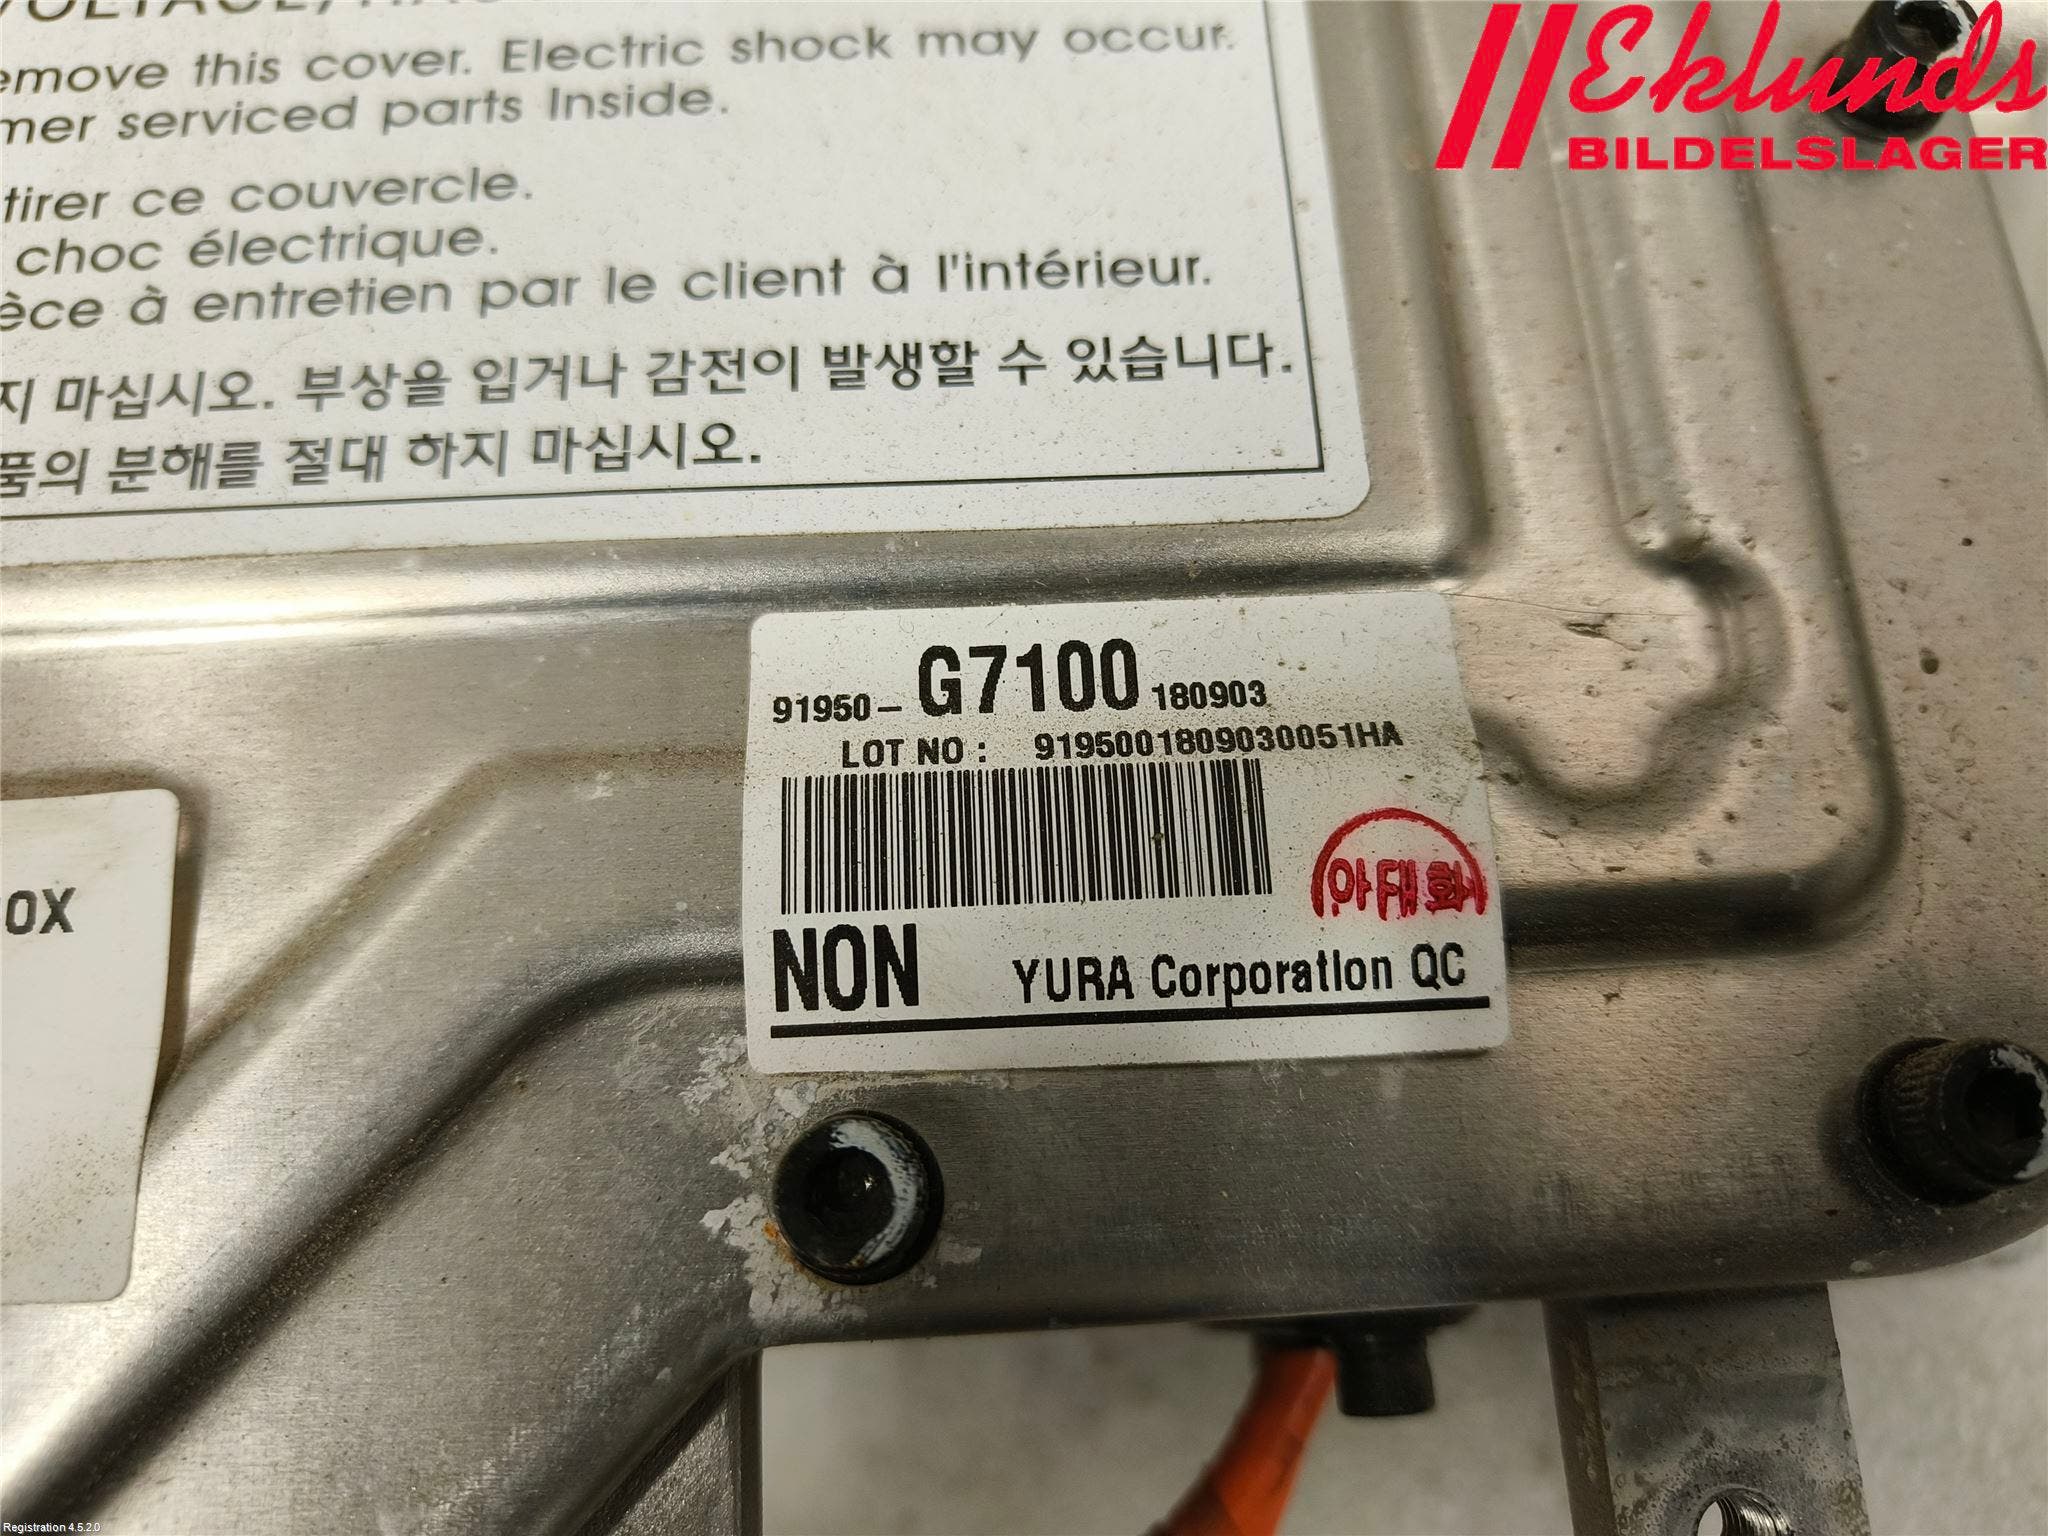 Eklunds
BILDELSLAGER
emove this cover. Electric shock may occur.
mer serviced parts Inside.
tirer ce couvercle.
choc électrique.
èce à entretien par le client à l'intérieur.
지 마십시오. 부상을 입거나 감전이 발생할 수 있습니다.
품의 분해를 절대 하지 마십시오.
91950- G7100 180903
LOT NO : 9195001809030051HA
안태화
NON YURA Corporation QC
OX
Registration 4.5.2.0